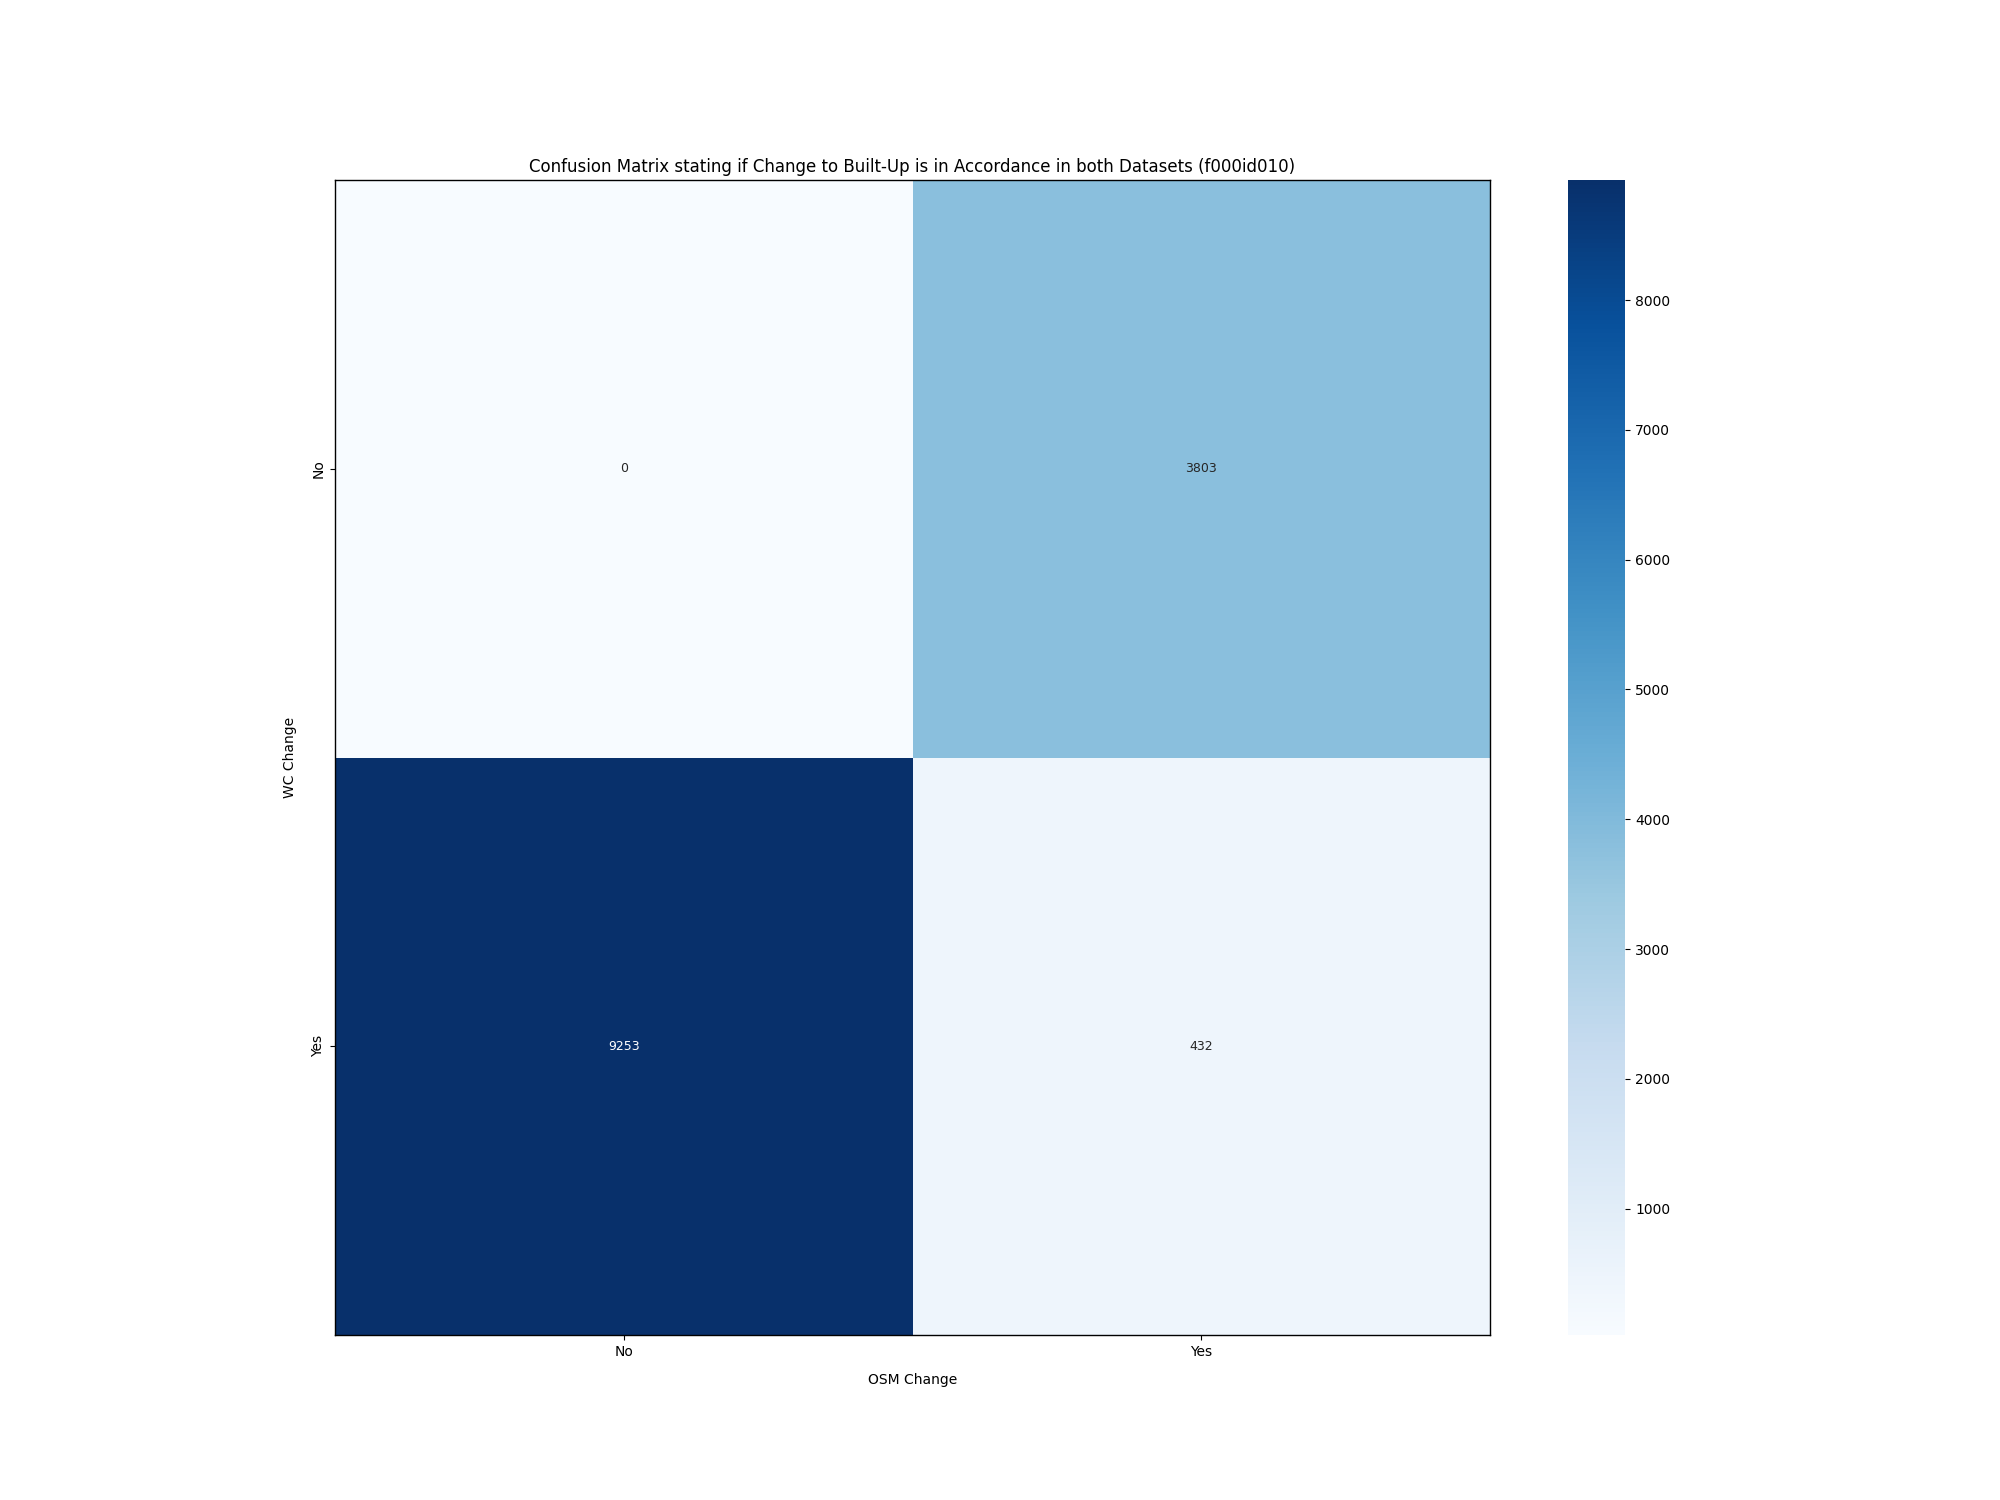 Confusion Matrix stating if Change to Built-Up is in Accordance in both Datasets (f000id010)
No
Yes
WC Change
0
3803
9253
432
No
Yes
OSM Change
8000
7000
6000
5000
4000
3000
2000
1000